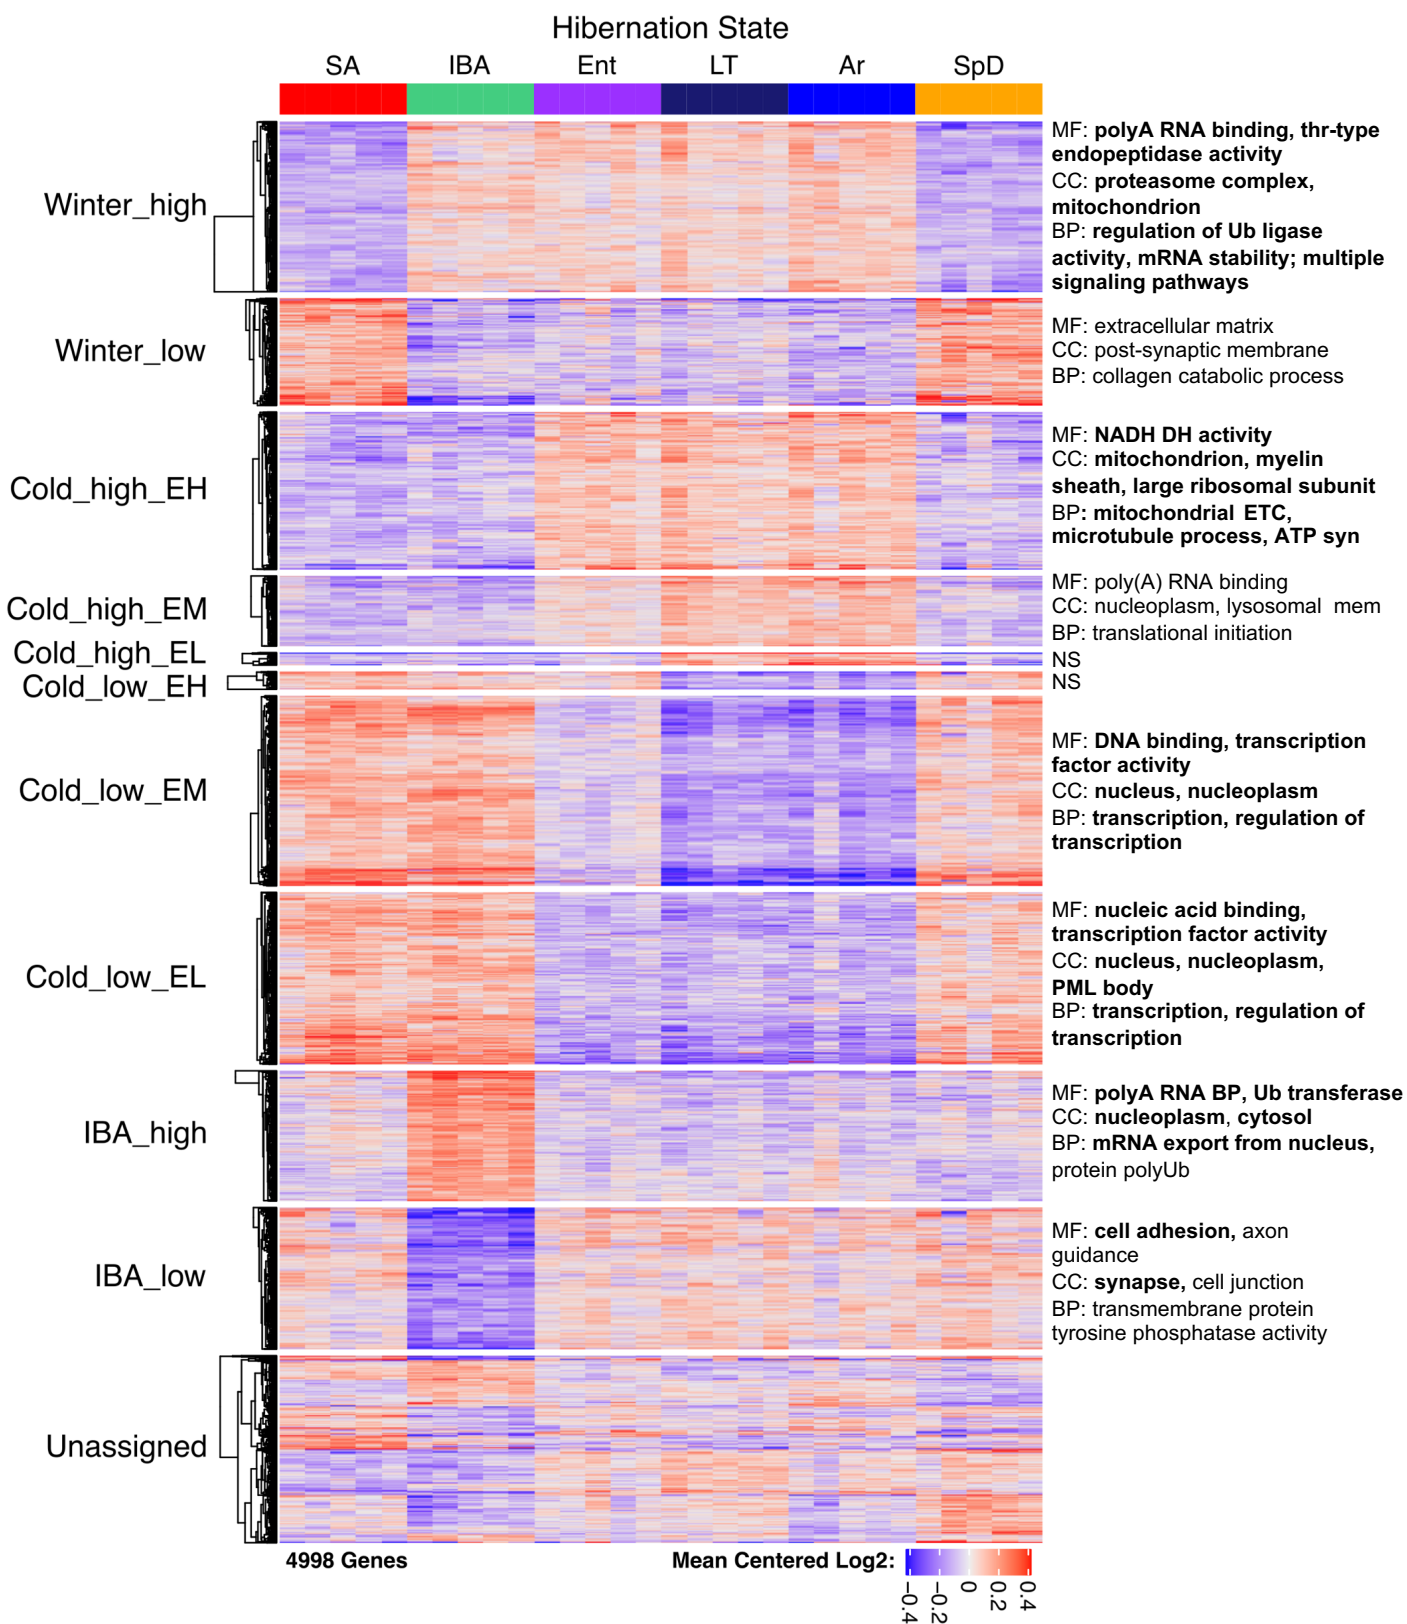 Hibernation State
SA IBA Ent LT Ar SpD
Winter_high
MF: polyA RNA binding, thr-type
endopeptidase activity
CC: proteasome complex,
mitochondrion
BP: regulation of Ub ligase
activity, mRNA stability; multiple
signaling pathways
Winter_low
MF: extracellular matrix
CC: post-synaptic membrane
BP: collagen catabolic process
Cold_high_EH
MF: NADH DH activity
CC: mitochondrion, myelin
sheath, large ribosomal subunit
BP: mitochondrial ETC,
microtubule process, ATP syn
Cold_high_EM
MF: poly(A) RNA binding
CC: nucleoplasm, lysosomal mem
BP: translational initiation
Cold_high_EL
NS
Cold_low_EH
NS
Cold_low_EM
MF: DNA binding, transcription
factor activity
CC: nucleus, nucleoplasm
BP: transcription, regulation of
transcription
Cold_low_EL
MF: nucleic acid binding,
transcription factor activity
CC: nucleus, nucleoplasm,
PML body
BP: transcription, regulation of
transcription
IBA_high
MF: polyA RNA BP, Ub transferase
CC: nucleoplasm, cytosol
BP: mRNA export from nucleus,
protein polyUb
IBA_low
MF: cell adhesion, axon
guidance
CC: synapse, cell junction
BP: transmembrane protein
tyrosine phosphatase activity
Unassigned
4998 Genes
Mean Centered Log2:
-0.4 -0.2 0 0.2 0.4